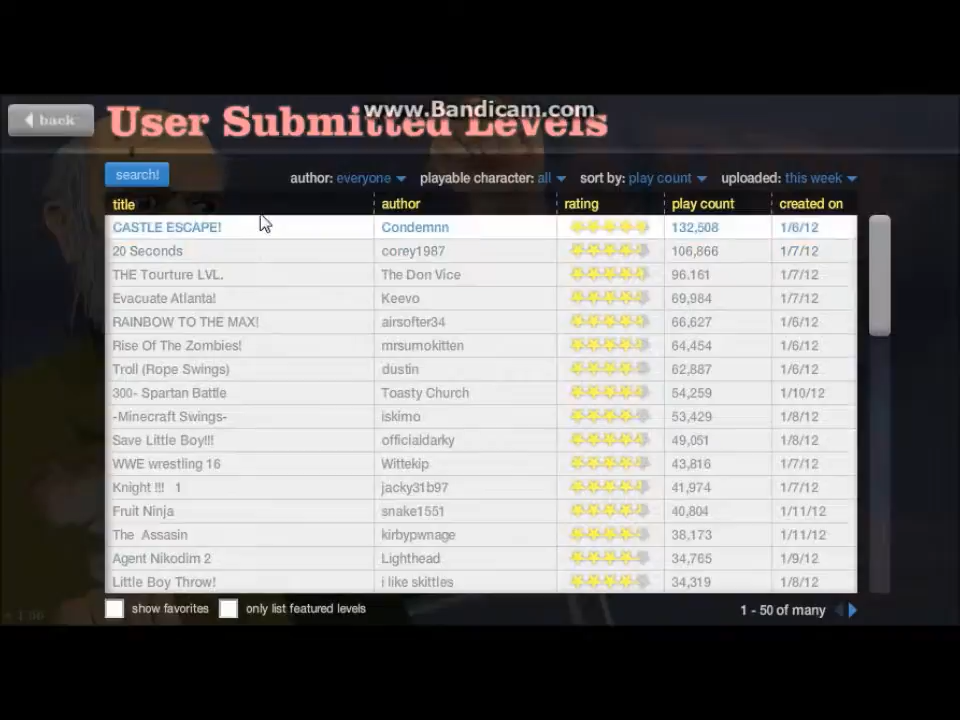 www.Bandicam.com
back
User Submitted Levels
search!
author: everyone playable character: all sort by: play count uploaded: this week
title author rating play count created on
CASTLE ESCAPE! Condemnn 132,508 1/6/12
20 Seconds corey1987 106,866 1/7/12
THE Tourture LVL. The Don Vice 96,161 1/7/12
Evacuate Atlanta! Keevo 69,984 1/7/12
RAINBOW TO THE MAX! airsofter34 66,627 1/6/12
Rise Of The Zombies! mrsumokitten 64,454 1/6/12
Troll (Rope Swings) dustin 62,887 1/6/12
300- Spartan Battle Toasty Church 54,259 1/10/12
-Minecraft Swings- iskimo 53,429 1/8/12
Save Little Boy!!! officialdarky 49,051 1/8/12
WWE wrestling 16 Wittekip 43,816 1/7/12
Knight !!! 1 jacky31b97 41,974 1/7/12
Fruit Ninja snake1551 40,804 1/11/12
The Assasin kirbypwnage 38,173 1/11/12
Agent Nikodim 2 Lighthead 34,765 1/9/12
Little Boy Throw! i like skittles 34,319 1/8/12
show favorites only list featured levels 1 - 50 of many